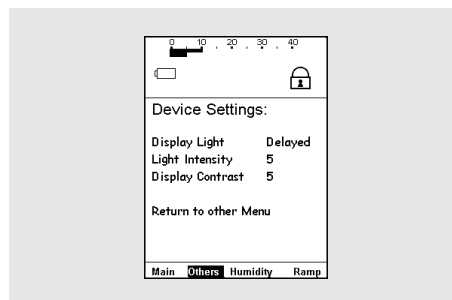 0 10 20 30 40
Device Settings:
Display Light Delayed
Light Intensity 5
Display Contrast 5
Return to other Menu
Main Others Humidity Ramp